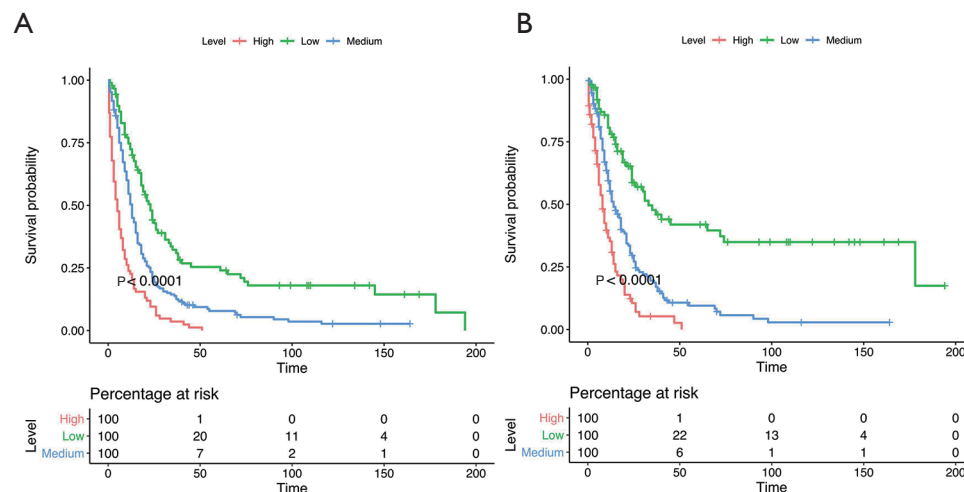 A
Level High Low Medium
1.00
0.75
0.50
0.25
0.00
Survival probability
P< 0.0001
0 50 100 150 200
Time
Percentage at risk
Level
High 100 1 0 0 0
Low 100 20 11 4 0
Medium 100 7 2 1 0
0 50 100 150 200
Time
B
Level High Low Medium
1.00
0.75
0.50
0.25
0.00
Survival probability
P< 0.0001
0 50 100 150 200
Time
Percentage at risk
Level
High 100 1 0 0 0
Low 100 22 13 4 0
Medium 100 6 1 1 0
0 50 100 150 200
Time